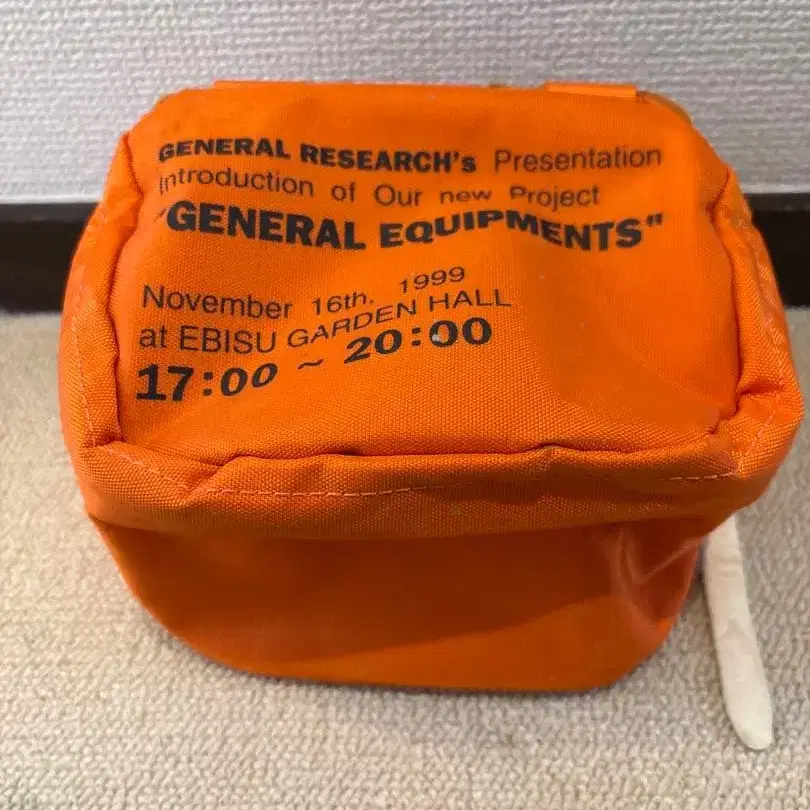 GENERAL RESEARCH's Presentation
Introduction of Our new Project
"GENERAL EQUIPMENTS"
November 16th, 1999
at EBISU GARDEN HALL
17:00 ~ 20:00